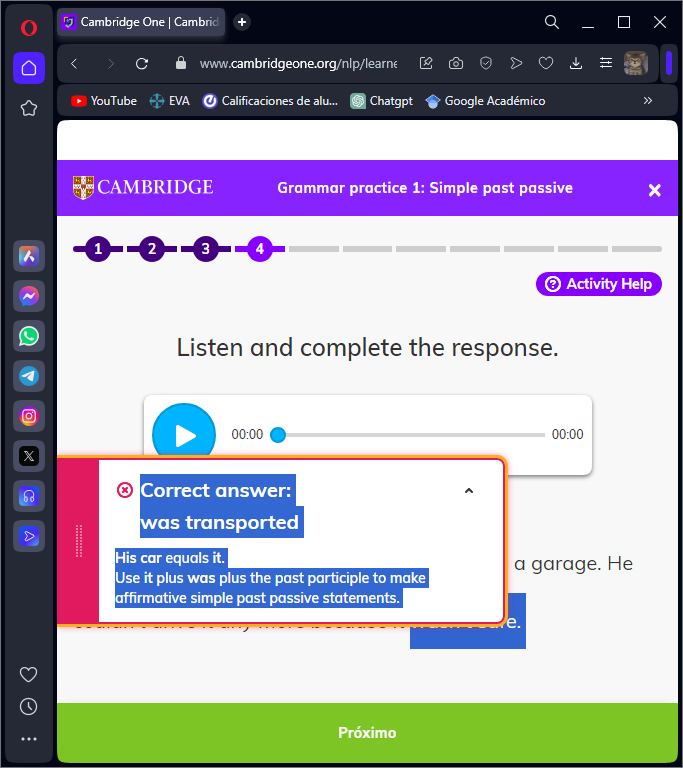 Cambridge One | Cambrid
www.cambridgeone.org/nlp/learne
YouTube
EVA
Calificaciones de alu...
Chatgpt
Google Académico
CAMBRIDGE
Grammar practice 1: Simple past passive
1
2
3
4
Activity Help
Listen and complete the response.
00:00
00:00
Correct answer:
was transported
His car equals it.
Use it plus was plus the past participle to make
affirmative simple past passive statements.
a garage. He
Próximo